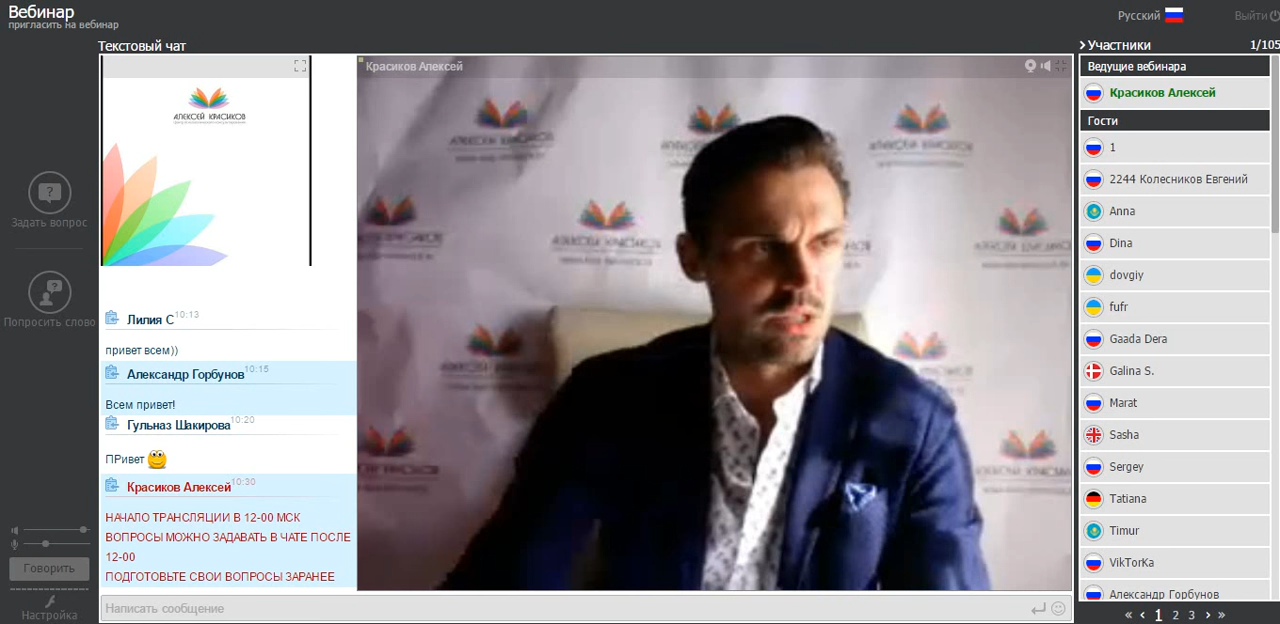 Вебинар
пригласить на вебинар
Русский
Выйти
Текстовый чат
Участники
1/105
АЛЕКСЕЙ КРАСИКОВ
Красиков Алексей
Ведущие вебинара
Красиков Алексей
Гости
1
2244 Колесников Евгений
Anna
Dina
dovgiy
fufr
Gaada Dera
Galina S.
Marat
Sasha
Sergey
Tatiana
Timur
VikTorKa
Александр Горбунов
« ‹ 1 2 3 › »
Задать вопрос
Попросить слово
Говорить
Настройка
Лилия С 10:13
привет всем))
Александр Горбунов 10:15
Всем привет!
Гульназ Шакирова 10:20
ПРивет
Красиков Алексей 10:30
НАЧАЛО ТРАНСЛЯЦИИ В 12-00 МСК
ВОПРОСЫ МОЖНО ЗАДАВАТЬ В ЧАТЕ ПОСЛЕ
12-00
ПОДГОТОВЬТЕ СВОИ ВОПРОСЫ ЗАРАНЕЕ
Написать сообщение